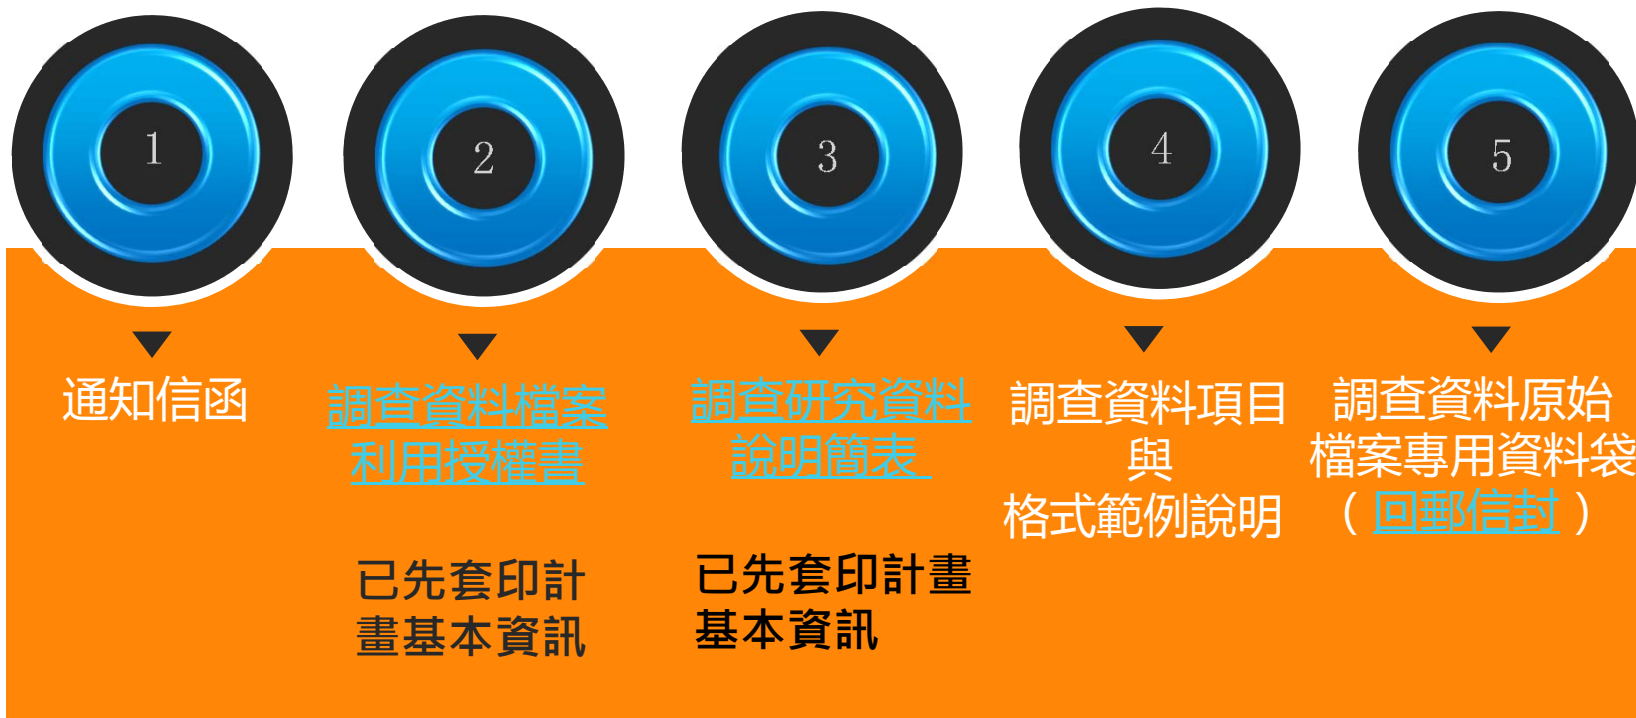 1
2
3
4
5
通知信函
調查資料檔案
利用授權書
已先套印計
畫基本資訊
調查研究資料
說明簡表
已先套印計畫
基本資訊
調查資料項目
與
格式範例說明
調查資料原始
檔案專用資料袋
(回郵信封)